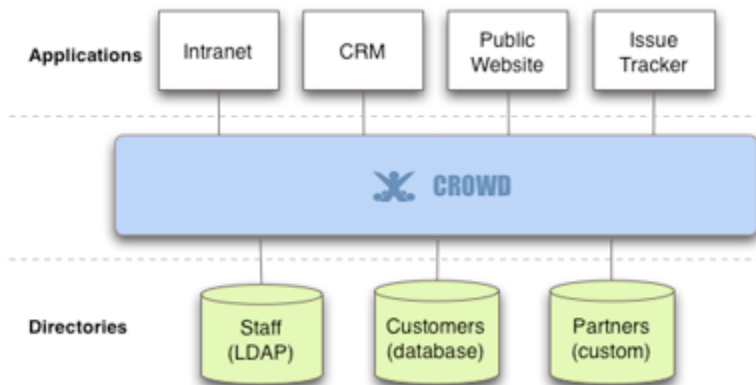 Applications
Intranet
CRM
Public
Website
Issue
Tracker
CROWD
Directories
Staff
(LDAP)
Customers
(database)
Partners
(custom)